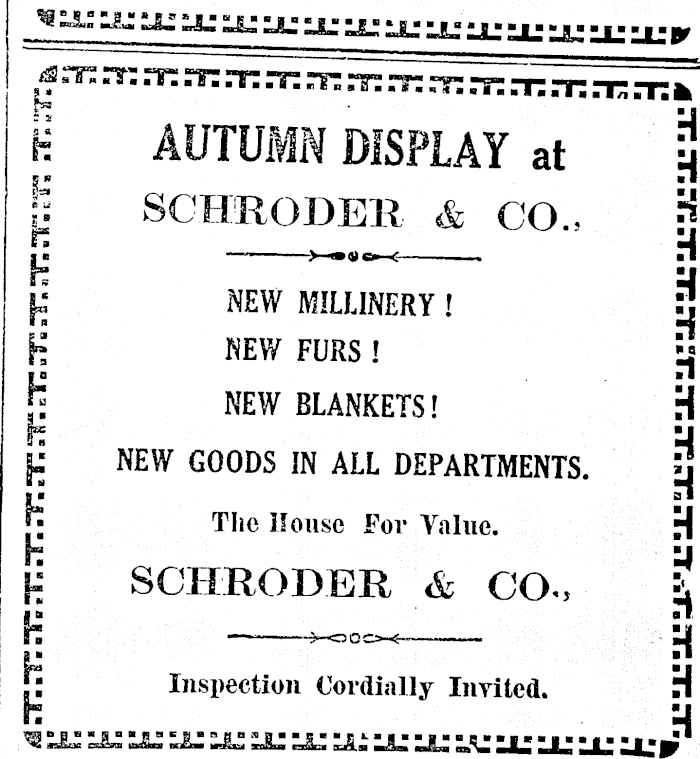 AUTUMN DISPLAY at
SCHRODER & CO.,
NEW MILLINERY !
NEW FURS !
NEW BLANKETS!
NEW GOODS IN ALL DEPARTMENTS.
The House For Value.
SCHRODER & CO.,
Inspection Cordially Invited.